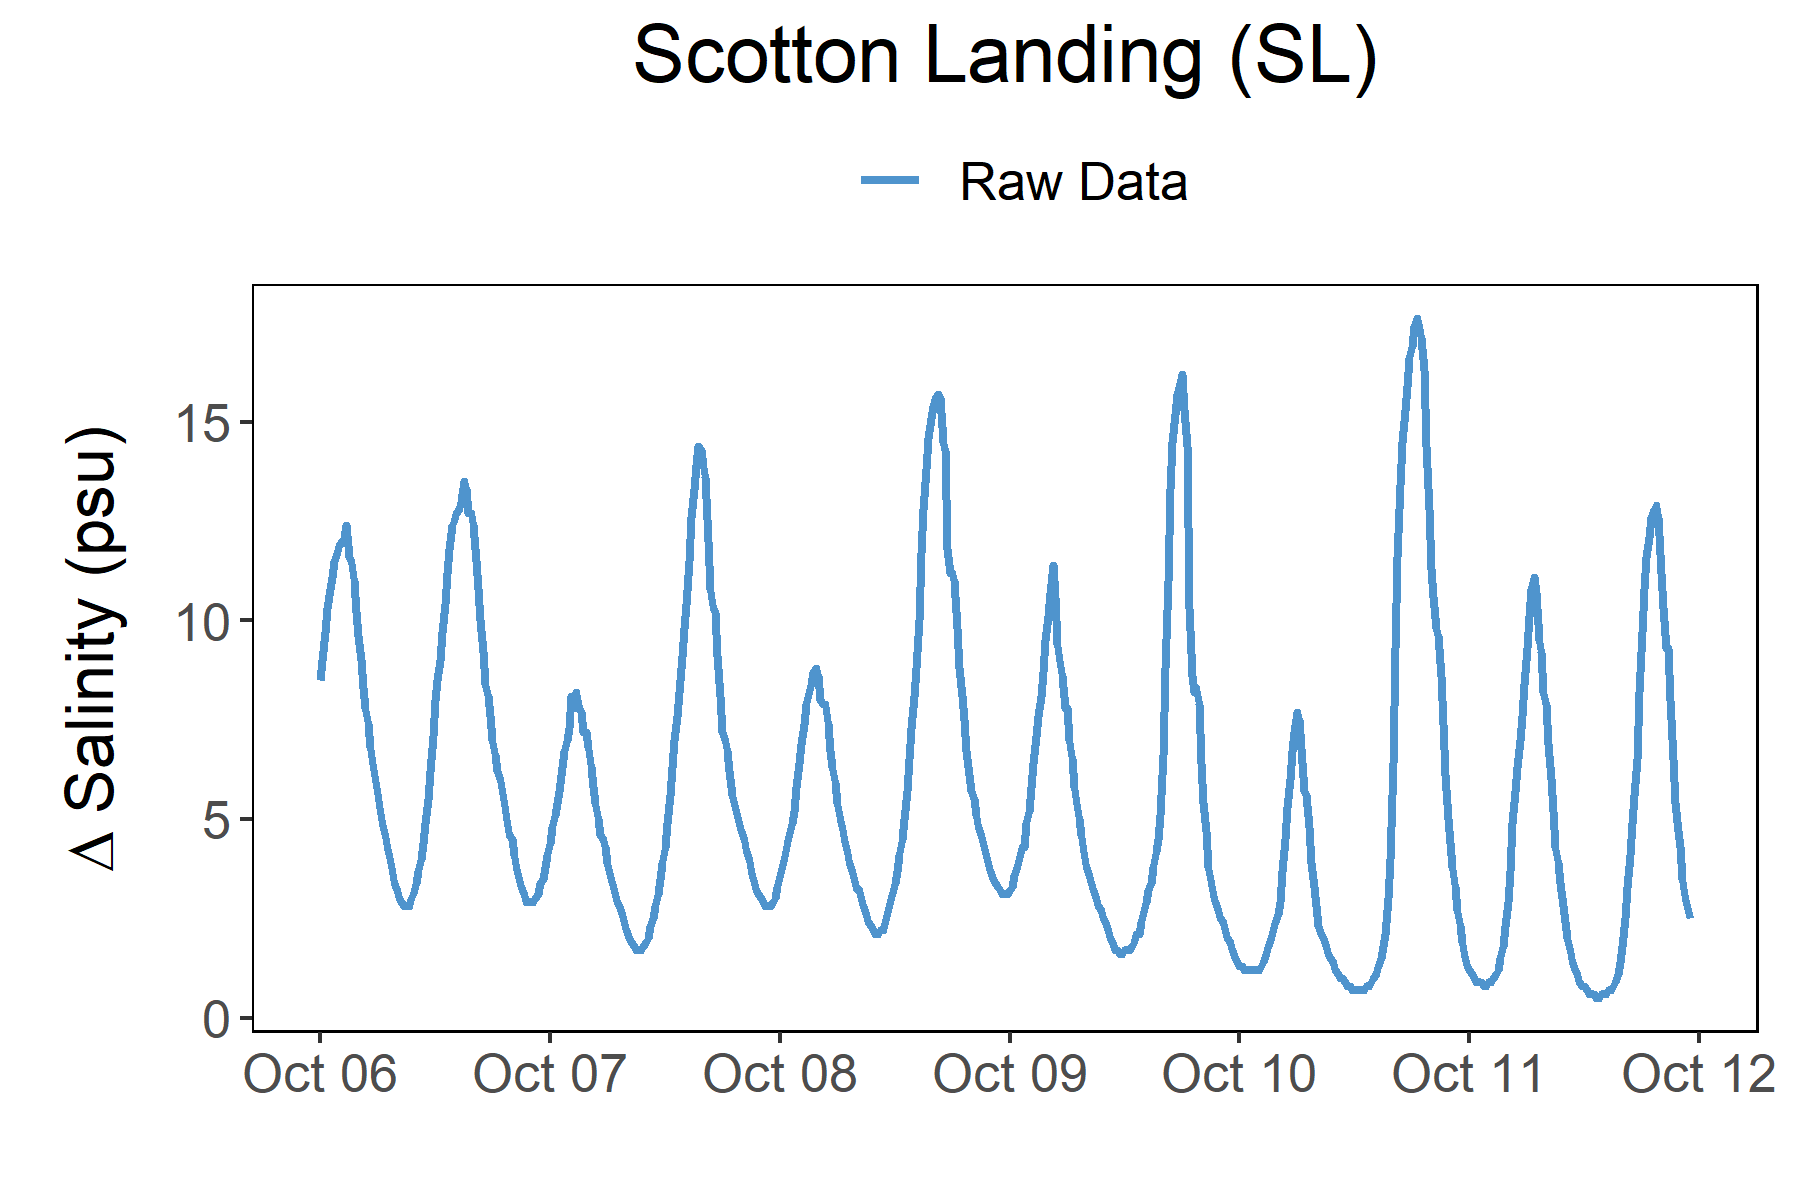 Scotton Landing (SL)
Raw Data
Δ Salinity (psu)
15
10
5
0
Oct 06 Oct 07 Oct 08 Oct 09 Oct 10 Oct 11 Oct 12